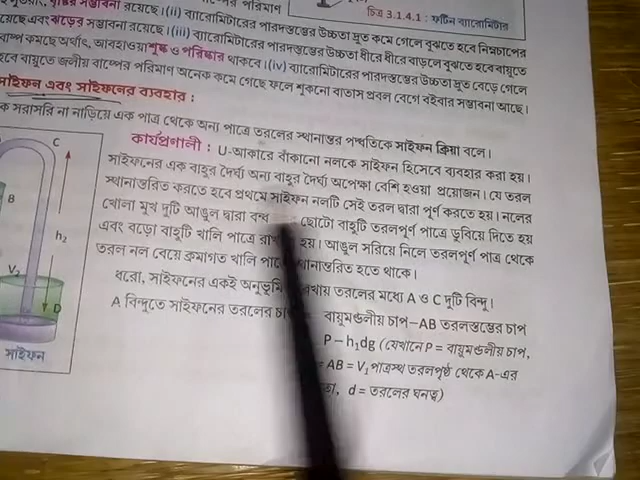 চিত্র 3.1.4.1 : ফর্টিন ব্যারোমিটার
সম্ভাবনা রয়েছে। (ii) ব্যারোমিটারের পারদস্তম্ভের উচ্চতা দ্রুত কমে গেলে বুঝতে হবে নিম্নচাপের
য়েছে এবং ঝড়ের সম্ভাবনা রয়েছে। (iii) ব্যারোমিটারের পারদস্তম্ভের উচ্চতা ধীরে ধীরে বাড়লে বুঝতে হবে বায়ুতে
বাষ্প কমছে অর্থাৎ, আবহাওয়া শুষ্ক ও পরিষ্কার থাকবে। (iv) ব্যারোমিটারের পারদস্তম্ভের উচ্চতা দ্রুত বেড়ে গেলে
হবে বায়ুতে জলীয় বাষ্পের পরিমাণ অনেক কমে গেছে ফলে শুকনো বাতাস প্রবল বেগে বইবার সম্ভাবনা আছে।
সাইফন এবং সাইফনের ব্যবহার :
ক সরাসরি না নাড়িয়ে এক পাত্র থেকে অন্য পাত্রে তরলের স্থানান্তর পদ্ধতিকে সাইফন ক্রিয়া বলে।
কার্যপ্রণালী : U-আকারে বাঁকানো নলকে সাইফন হিসেবে ব্যবহার করা হয়।
সাইফনের এক বাহুর দৈর্ঘ্য অন্য বাহুর দৈর্ঘ্য অপেক্ষা বেশি হওয়া প্রয়োজন। যে তরল
স্থানান্তরিত করতে হবে প্রথমে সাইফন নলটি সেই তরল দ্বারা পূর্ণ করতে হয়। নলের
খোলা মুখ দুটি আঙুল দ্বারা বন্ধ ছোটো বাহুটি তরলপূর্ণ পাত্রে ডুবিয়ে দিতে হয়
এবং বড়ো বাহুটি খালি পাত্রে হয়। আঙুল সরিয়ে নিলে তরলপূর্ণ পাত্র থেকে
তরল নল বেয়ে ক্রমাগত খালি স্থানান্তরিত হতে থাকে।
ধরো, সাইফনের একই তরলের মধ্যে A ও C দুটি বিন্দু।
A বিন্দুতে সাইফনের তরলের বায়ুমণ্ডলীয় চাপ – AB তরলস্তম্ভের চাপ
P – h₁dg (যেখানে P = বায়ুমণ্ডলীয় চাপ,
= AB = V₁ পাত্রস্থ তরলপৃষ্ঠ থেকে A-এর
d = তরলের ঘনত্ব)
C
B
h₂
V₂
D
সাইফন